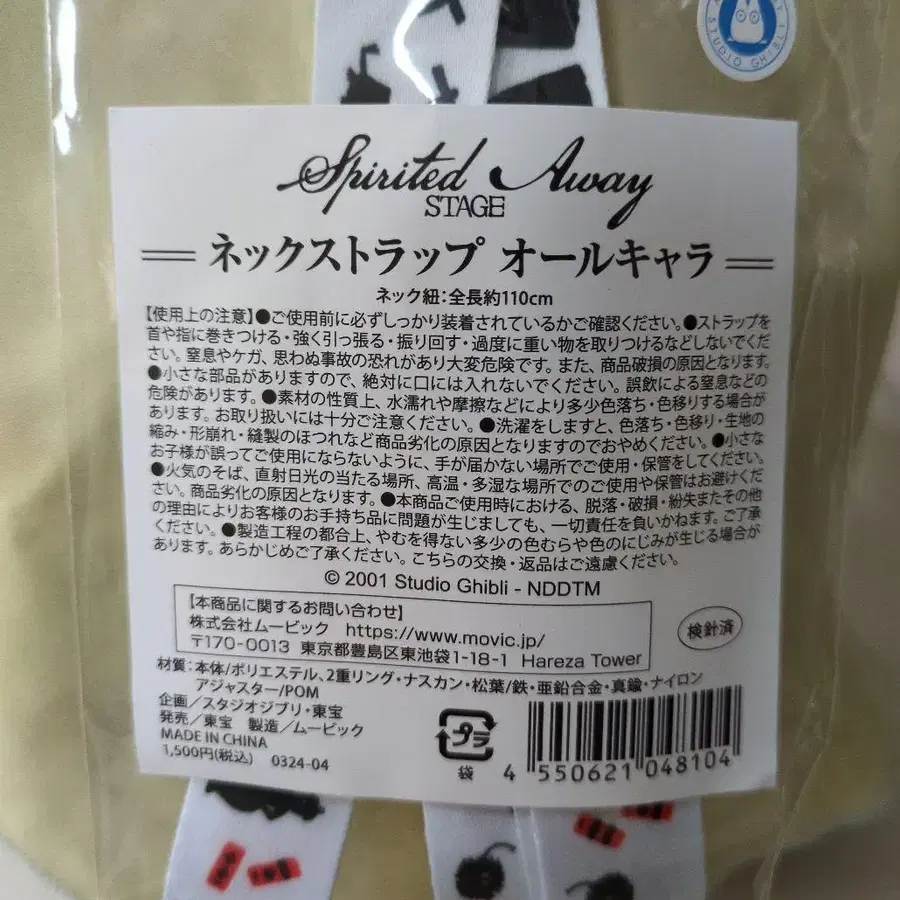 STUDIO GHIBLI
Spirited Away
STAGE
ネックストラップ オールキャラ
ネック紐:全長約110cm
【使用上の注意】●ご使用前に必ずしっかり装着されているかご確認ください。●ストラップを
首や指に巻きつける・強く引っ張る・振り回す・過度に重い物を取りつけるなどしないでくだ
さい。窒息やケガ、思わぬ事故の恐れがあり大変危険です。また、商品破損の原因となります。
●小さな部品がありますので、絶対に口には入れないでください。誤飲による窒息などの
危険があります。●素材の性質上、水濡れや摩擦などにより多少色落ち・色移りする場合が
あります。お取り扱いには十分ご注意ください。●洗濯をしますと、色落ち・色移り・生地の
縮み・形崩れ・縫製のほつれなど商品劣化の原因となりますのでおやめください。●小さな
お子様が誤ってご使用にならないように、手が届かない場所でご使用・保管をしてください。
●火気のそば、直射日光の当たる場所、高温・多湿な場所でのご使用や保管はお避けくだ
さい。商品劣化の原因となります。●本商品ご使用時における、脱落・破損・紛失またその他
の理由によりお客様のお手持ち品に問題が生じましても、一切責任を負いかねます。ご了承
ください。●製造工程の都合上、やむを得ない多少の色むらや色のにじみが生じる場合が
あります。あらかじめご了承ください。こちらの交換・返品はご遠慮ください。
© 2001 Studio Ghibli - NDDTM
【本商品に関するお問い合わせ】
株式会社ムービック https://www.movic.jp/
〒170-0013 東京都豊島区東池袋1-18-1 Hareza Tower
検針済
材質:本体/ポリエステル、2重リング・ナスカン・松葉/鉄・亜鉛合金・真鍮・ナイロン
アジャスター/POM
企画/スタジオジブリ・東宝
発売/東宝 製造/ムービック
MADE IN CHINA
1,500円(税込) 0324-04
プラ
袋
4 550621 048104